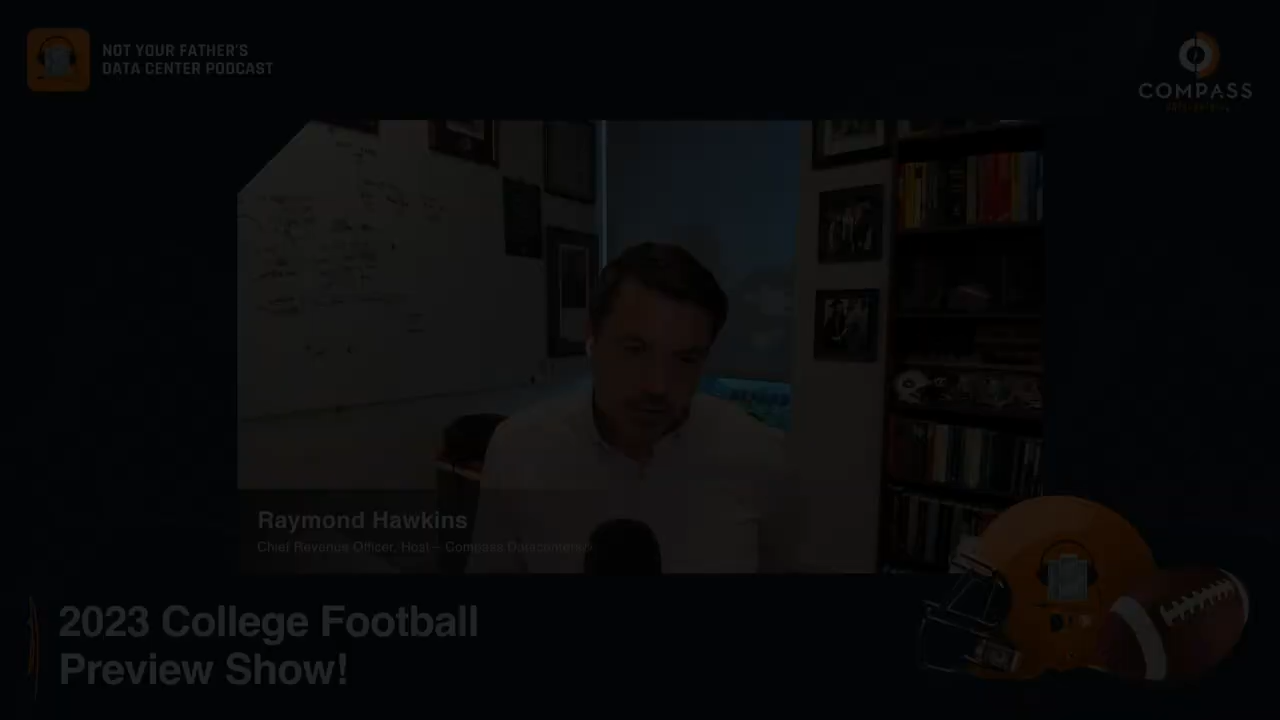 NOT YOUR FATHER'S
DATA CENTER PODCAST
COMPASS
DATACENTERS
Raymond Hawkins
Chief Revenue Officer, Host – Compass Datacenters
2023 College Football
Preview Show!